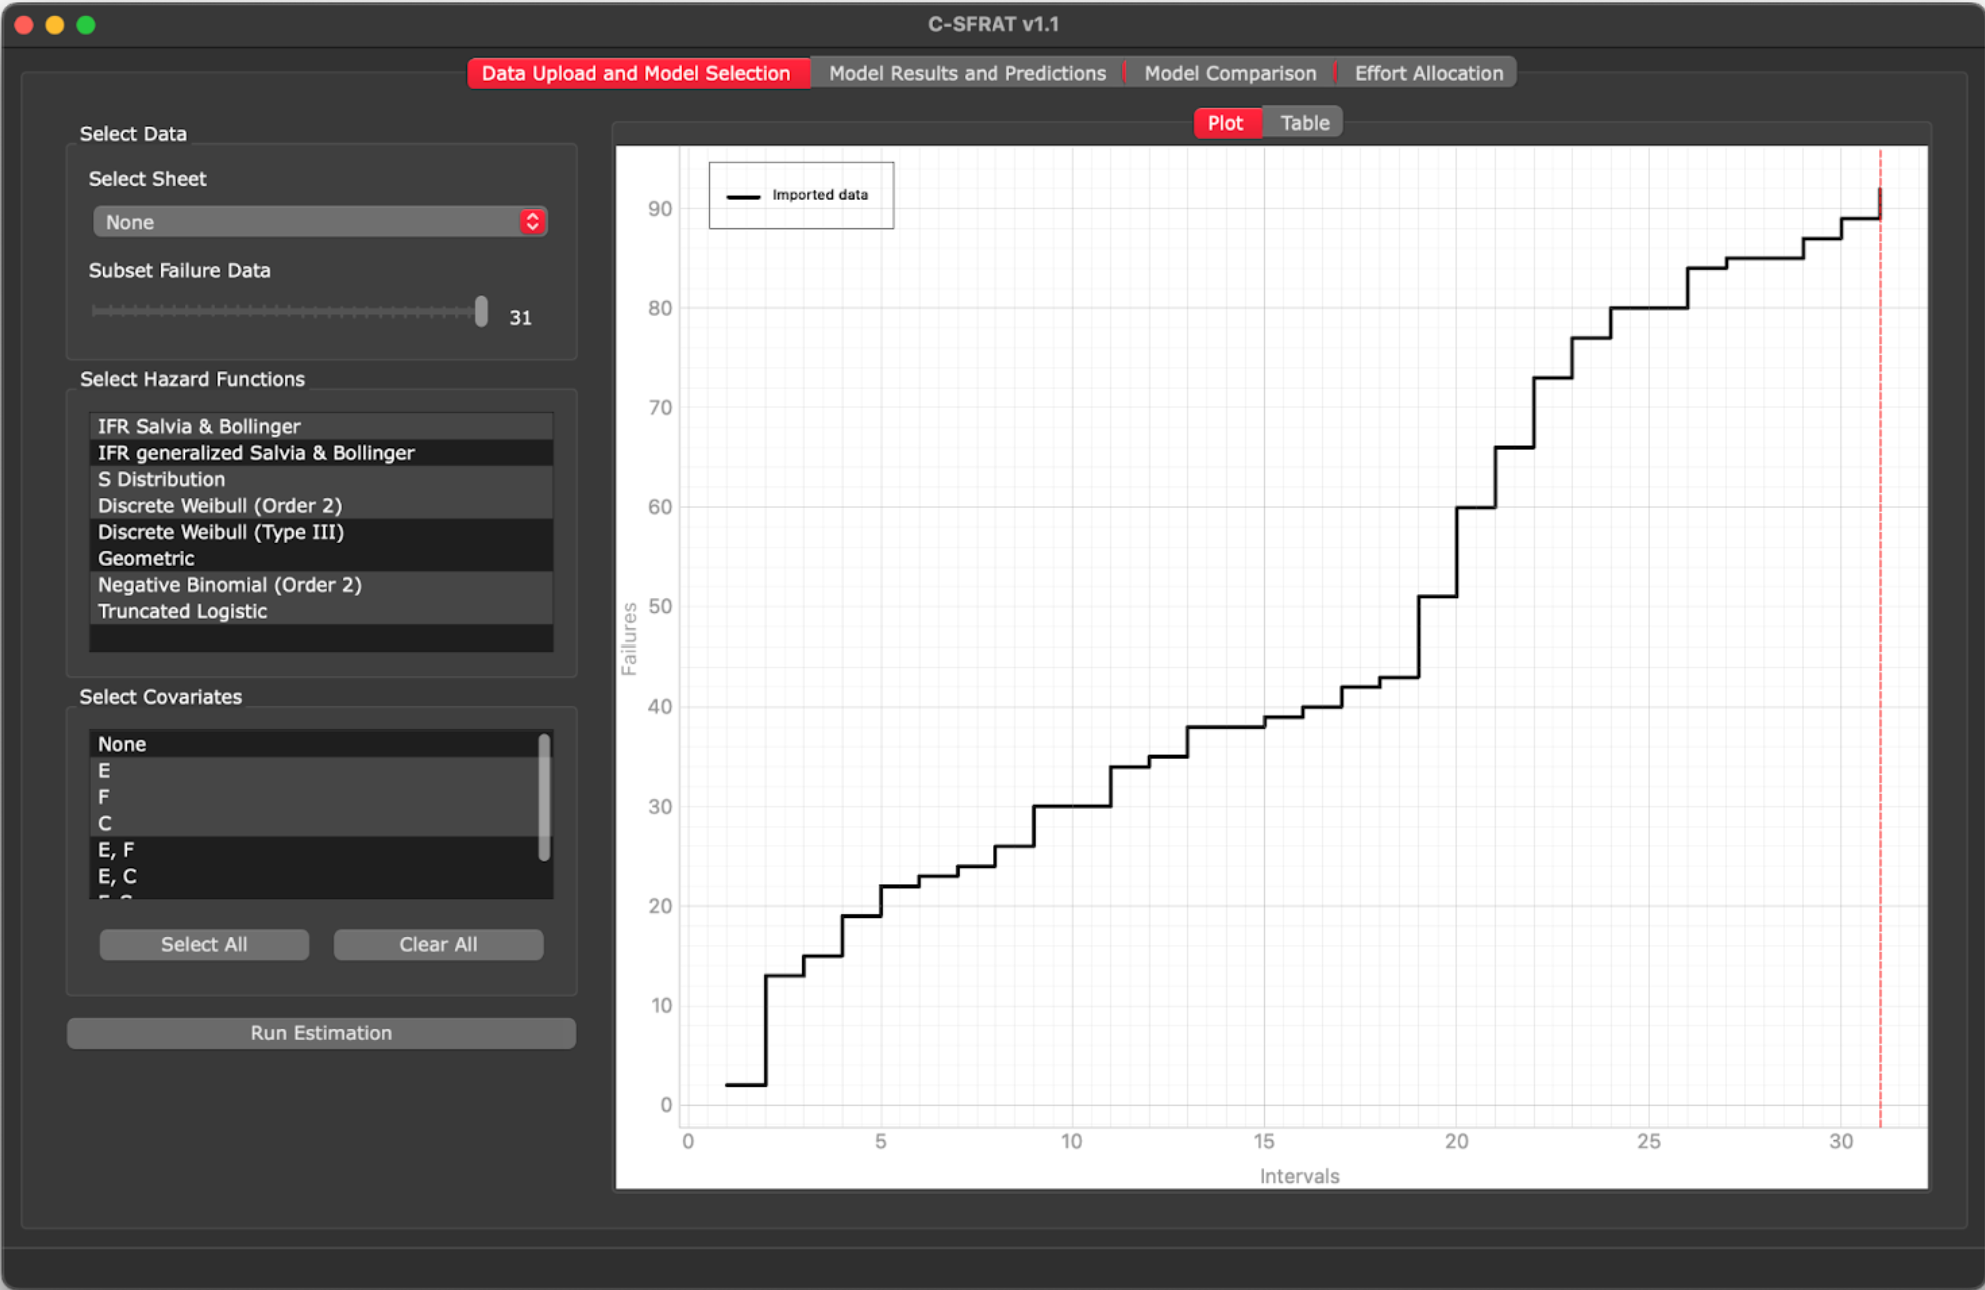 C-SFRAT v1.1
Data Upload and Model Selection
Model Results and Predictions
Model Comparison
Effort Allocation
Select Data
Select Sheet
None
Subset Failure Data
31
Select Hazard Functions
IFR Salvia & Bollinger
IFR generalized Salvia & Bollinger
S Distribution
Discrete Weibull (Order 2)
Discrete Weibull (Type III)
Geometric
Negative Binomial (Order 2)
Truncated Logistic
Select Covariates
None
E
F
C
E, F
E, C
Select All
Clear All
Run Estimation
Plot
Table
Imported data
90
80
70
60
50
40
30
20
10
0
Failures
0
5
10
15
20
25
30
Intervals